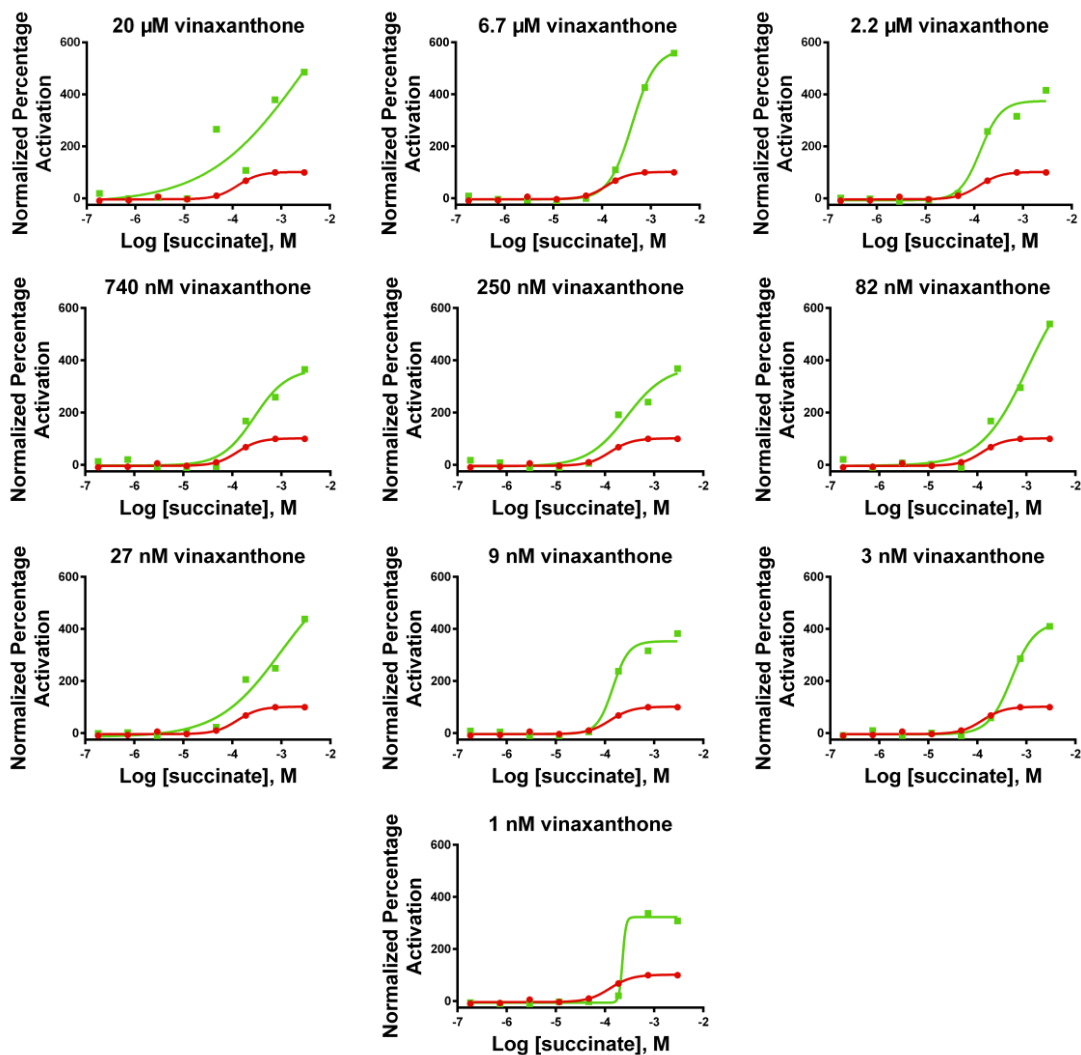 20 µM vinaxanthone
Normalized Percentage
Activation
600
400
200
0
-7 -6 -5 -4 -3 -2
Log [succinate], M
6.7 µM vinaxanthone
Normalized Percentage
Activation
600
400
200
0
-7 -6 -5 -4 -3 -2
Log [succinate], M
2.2 µM vinaxanthone
Normalized Percentage
Activation
600
400
200
0
-7 -6 -5 -4 -3 -2
Log [succinate], M
740 nM vinaxanthone
Normalized Percentage
Activation
600
400
200
0
-7 -6 -5 -4 -3 -2
Log [succinate], M
250 nM vinaxanthone
Normalized Percentage
Activation
600
400
200
0
-7 -6 -5 -4 -3 -2
Log [succinate], M
82 nM vinaxanthone
Normalized Percentage
Activation
600
400
200
0
-7 -6 -5 -4 -3 -2
Log [succinate], M
27 nM vinaxanthone
Normalized Percentage
Activation
600
400
200
0
-7 -6 -5 -4 -3 -2
Log [succinate], M
9 nM vinaxanthone
Normalized Percentage
Activation
600
400
200
0
-7 -6 -5 -4 -3 -2
Log [succinate], M
3 nM vinaxanthone
Normalized Percentage
Activation
600
400
200
0
-7 -6 -5 -4 -3 -2
Log [succinate], M
1 nM vinaxanthone
Normalized Percentage
Activation
600
400
200
0
-7 -6 -5 -4 -3 -2
Log [succinate], M